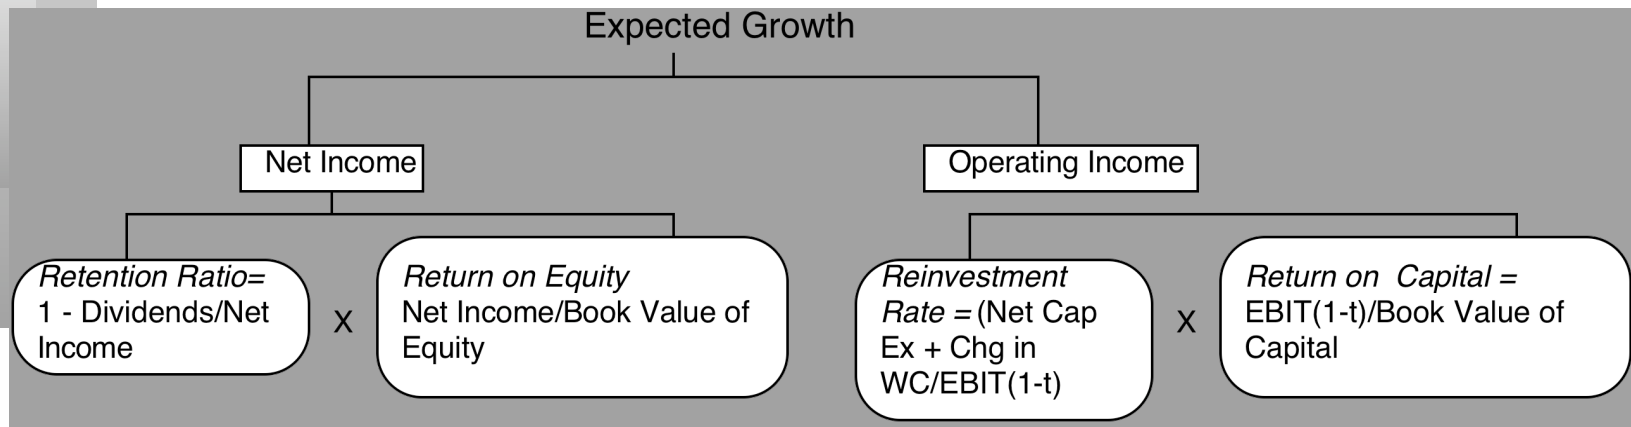 Expected Growth
Net Income
Operating Income
Retention Ratio=
1 - Dividends/Net
Income
X
Return on Equity
Net Income/Book Value of
Equity
Reinvestment
Rate = (Net Cap
Ex + Chg in
WC/EBIT(1-t)
X
Return on  Capital =
EBIT(1-t)/Book Value of
Capital